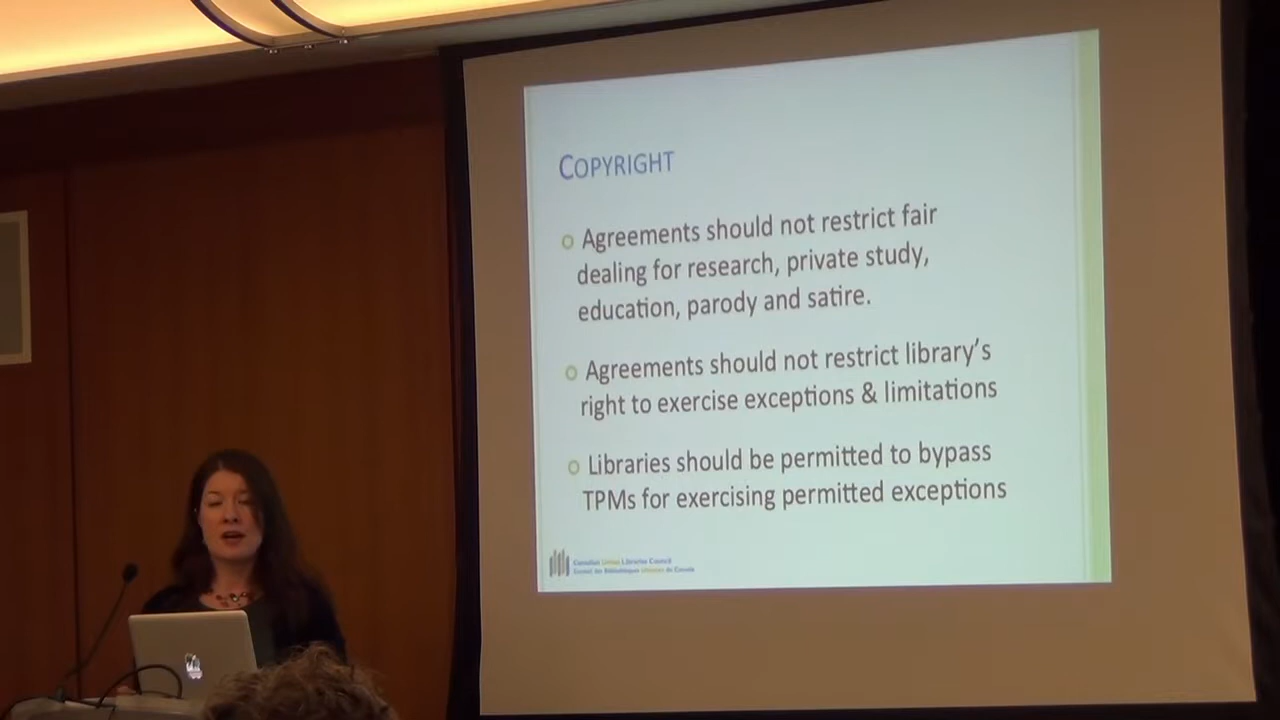 COPYRIGHT
Agreements should not restrict fair
dealing for research, private study,
education, parody and satire.
Agreements should not restrict library's
right to exercise exceptions & limitations
Libraries should be permitted to bypass
TPMs for exercising permitted exceptions
Canadian Urban Libraries Council
Conseil des Bibliothèques Urbaines du Canada